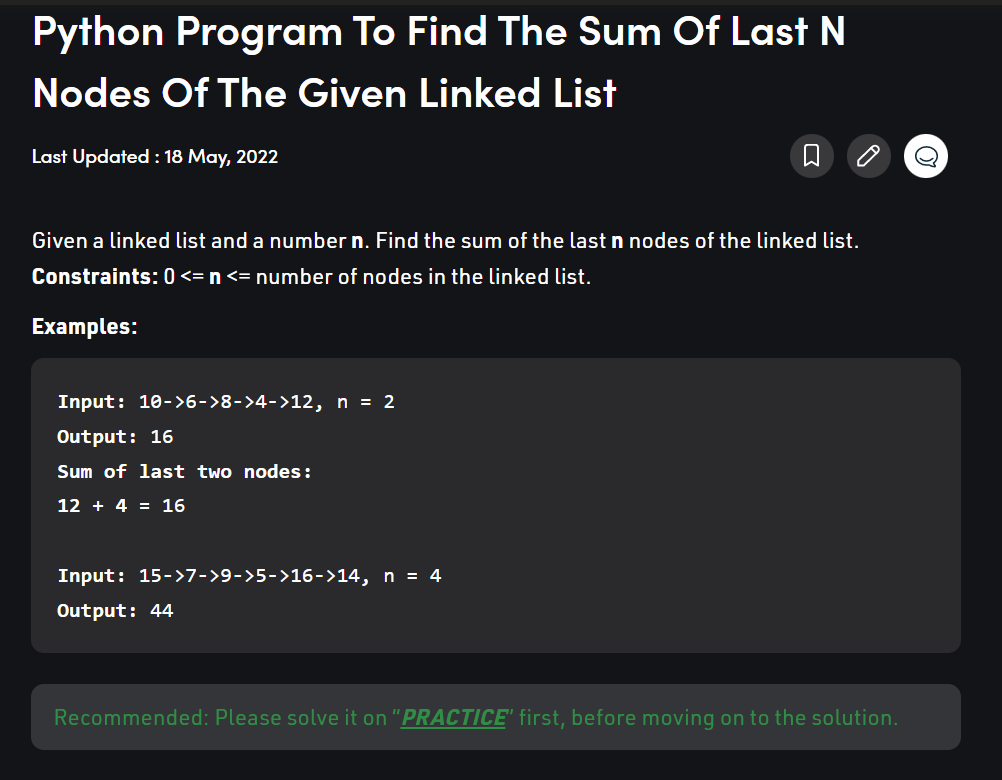 Python Program To Find The Sum Of Last N
Nodes Of The Given Linked List
Last Updated : 18 May, 2022
Given a linked list and a number n. Find the sum of the last n nodes of the linked list.
Constraints: 0 <= n <= number of nodes in the linked list.
Examples:
Input: 10->6->8->4->12, n = 2
Output: 16
Sum of last two nodes:
12 + 4 = 16
Input: 15->7->9->5->16->14, n = 4
Output: 44
Recommended: Please solve it on “PRACTICE” first, before moving on to the solution.